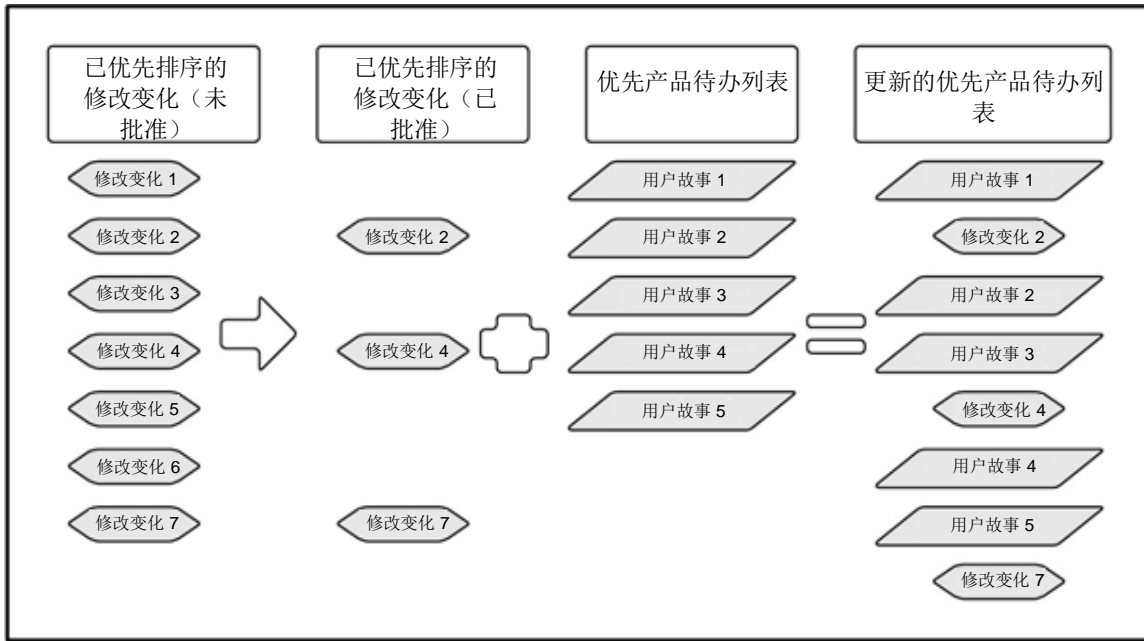 已优先排序的
修改变化（未
批准）
已优先排序的
修改变化（已
批准）
优先产品待办列表
更新的优先产品待办列
表
修改变化 1
修改变化 2
修改变化 3
修改变化 4
修改变化 5
修改变化 6
修改变化 7
修改变化 2
修改变化 4
修改变化 7
用户故事 1
用户故事 2
用户故事 3
用户故事 4
用户故事 5
用户故事 1
修改变化 2
用户故事 2
用户故事 3
修改变化 4
用户故事 4
用户故事 5
修改变化 7